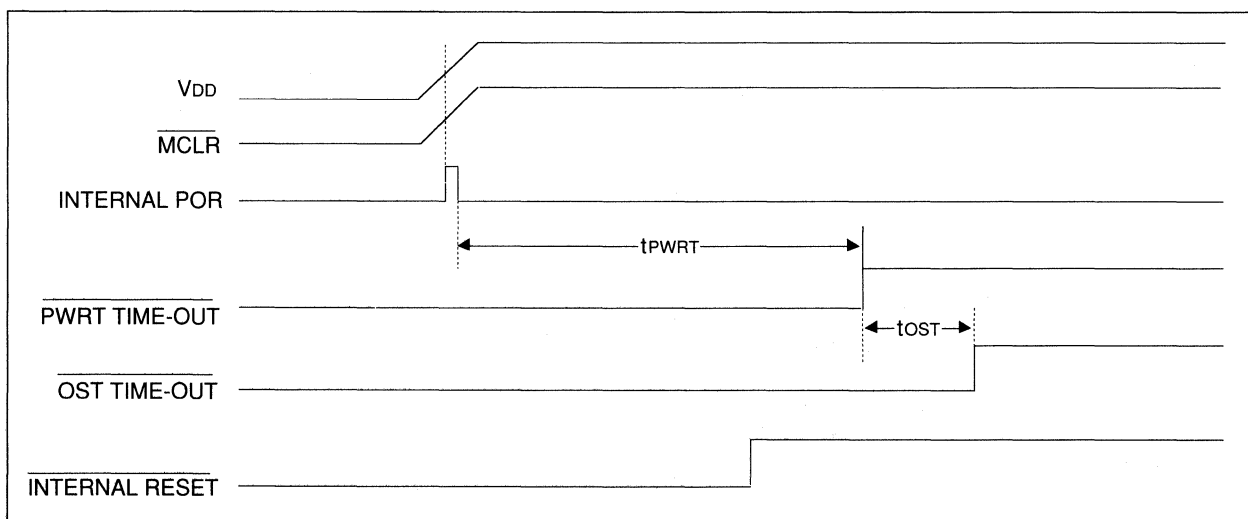 VDD
MCLR
INTERNAL POR
tPWRT
PWRT TIME-OUT
tOST
OST TIME-OUT
INTERNAL RESET